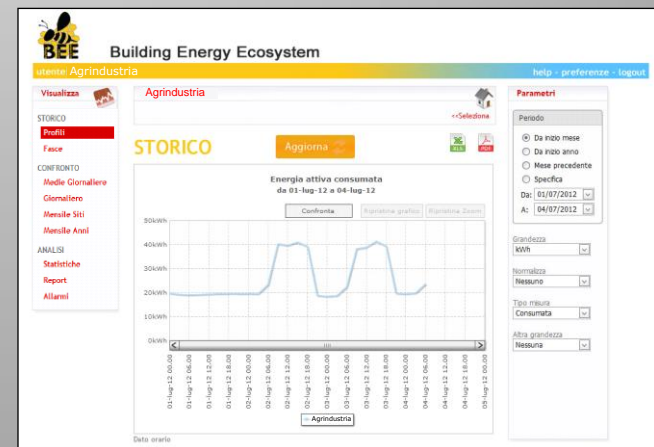 BEE
Building Energy Ecosystem
utente: Agrindustria
help - preferenze - logout
Visualizza
STORICO
Profili
Fasce
CONFRONTO
Medie Giornaliere
Giornaliero
Mensile Siti
Mensile Anni
ANALISI
Statistiche
Report
Allarmi
Agrindustria
<<Seleziona
STORICO
Aggiorna
XLS
PDF
Energia attiva consumata
da 01-lug-12 a 04-lug-12
Confronta
Ripristina grafico
Ripristina Zoom
50kWh
40kWh
30kWh
20kWh
10kWh
0kWh
01-lug-12 00.00
01-lug-12 06.00
01-lug-12 12.00
01-lug-12 18.00
02-lug-12 00.00
02-lug-12 06.00
02-lug-12 12.00
02-lug-12 18.00
03-lug-12 00.00
03-lug-12 06.00
03-lug-12 12.00
03-lug-12 18.00
04-lug-12 00.00
04-lug-12 06.00
04-lug-12 12.00
04-lug-12 18.00
05-lug-12 00.00
Agrindustria
Dato orario
Parametri
Periodo
Da inizio mese
Da inizio anno
Mese precedente
Specifica
Da: 01/07/2012
A: 04/07/2012
Grandezza
kWh
Normalizza
Nessuno
Tipo misura
Consumata
Altra grandezza
Nessuna